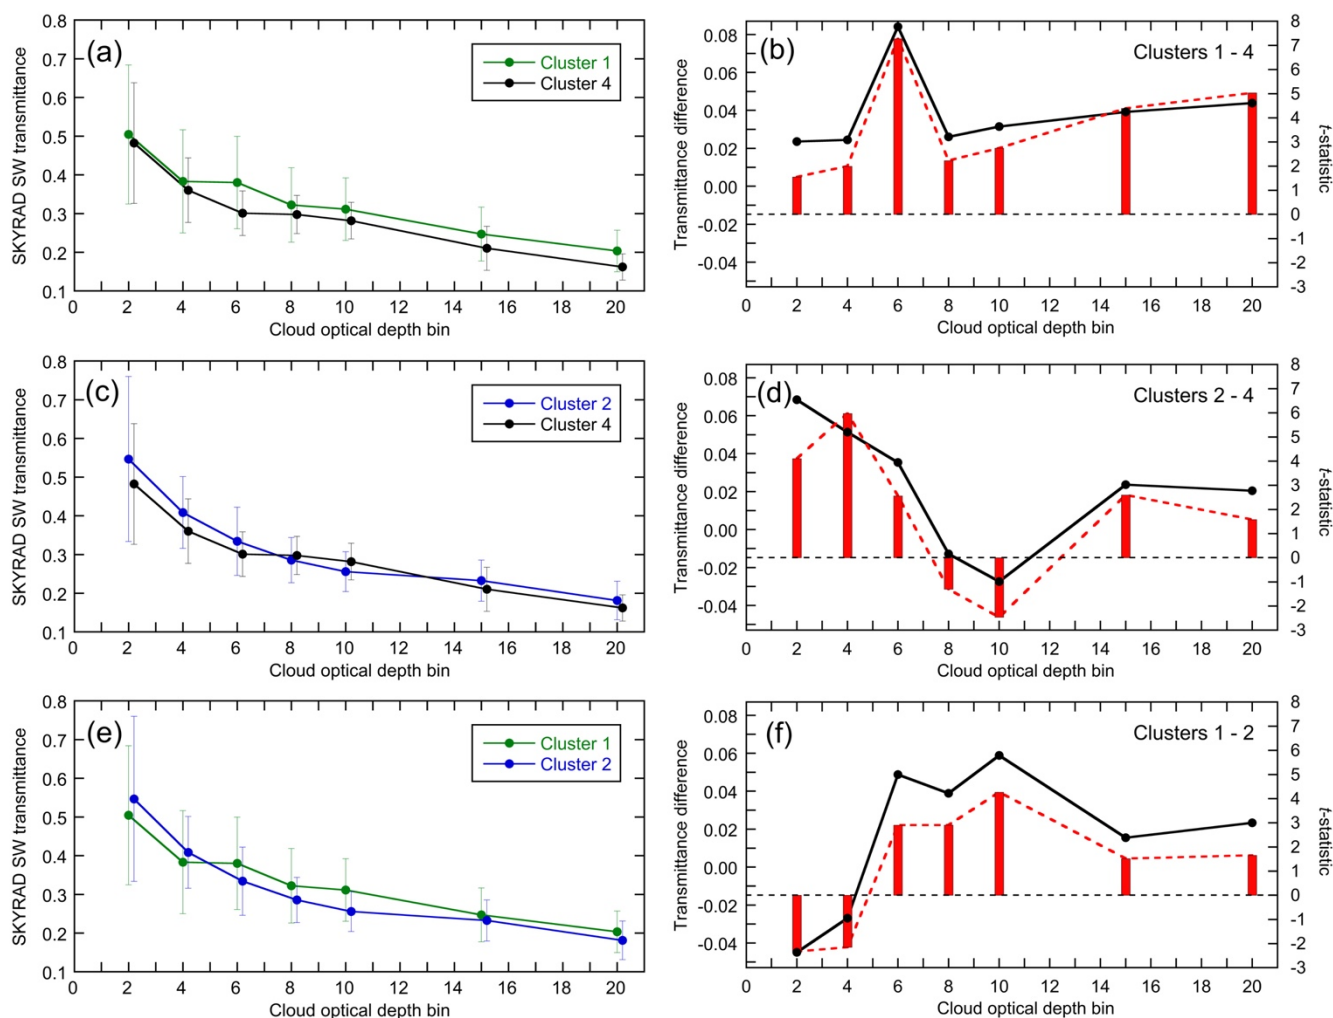 (a)
Cluster 1
Cluster 4
SKYRAD SW transmittance
0.8
0.7
0.6
0.5
0.4
0.3
0.2
0.1
0 2 4 6 8 10 12 14 16 18 20
Cloud optical depth bin
(b)
Clusters 1 - 4
Transmittance difference
0.08
0.06
0.04
0.02
0.00
-0.02
-0.04
8
7
6
5
4
3
2
1
0
-1
-2
-3
t-statistic
0 2 4 6 8 10 12 14 16 18 20
Cloud optical depth bin
(c)
Cluster 2
Cluster 4
SKYRAD SW transmittance
0.8
0.7
0.6
0.5
0.4
0.3
0.2
0.1
0 2 4 6 8 10 12 14 16 18 20
Cloud optical depth bin
(d)
Clusters 2 - 4
Transmittance difference
0.08
0.06
0.04
0.02
0.00
-0.02
-0.04
8
7
6
5
4
3
2
1
0
-1
-2
-3
t-statistic
0 2 4 6 8 10 12 14 16 18 20
Cloud optical depth bin
(e)
Cluster 1
Cluster 2
SKYRAD SW transmittance
0.8
0.7
0.6
0.5
0.4
0.3
0.2
0.1
0 2 4 6 8 10 12 14 16 18 20
Cloud optical depth bin
(f)
Clusters 1 - 2
Transmittance difference
0.08
0.06
0.04
0.02
0.00
-0.02
-0.04
8
7
6
5
4
3
2
1
0
-1
-2
-3
t-statistic
0 2 4 6 8 10 12 14 16 18 20
Cloud optical depth bin